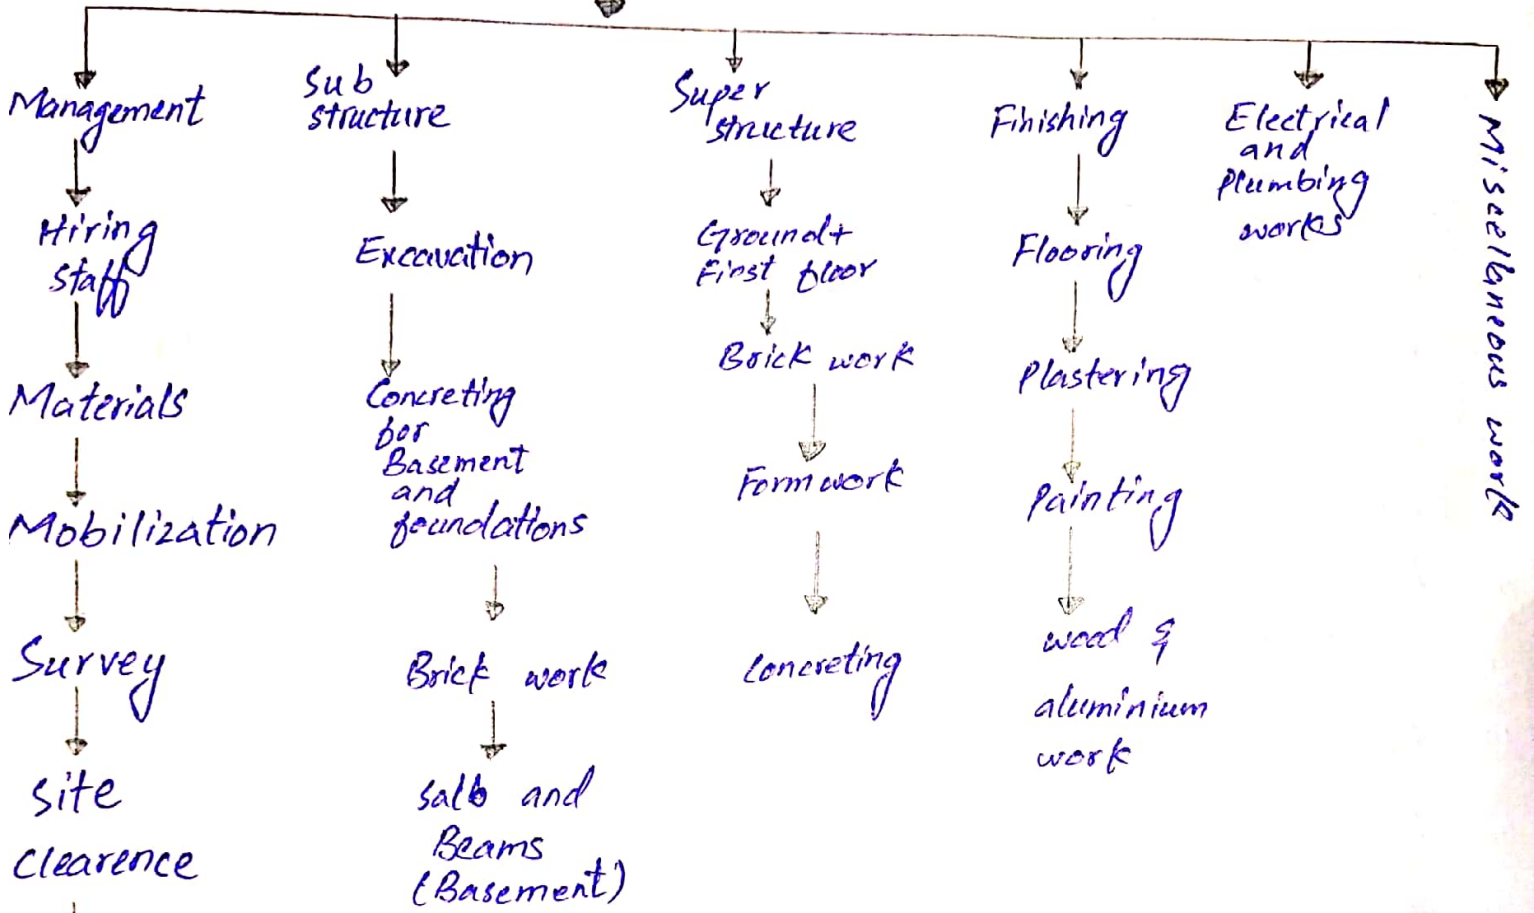 Management
Hiring
staff
Materials
Mobilization
Survey
site
Clearence
Sub
structure
Excavation
Concreting
for
Basement
and
foundations
Brick work
salb and
Beams
(Basement)
Super
structure
Ground+
First floor
Brick work
Form work
Concreting
Finishing
Flooring
Plastering
Painting
wood &
aluminium
work
Electrical
and
Plumbing
works
Miscellaneous work